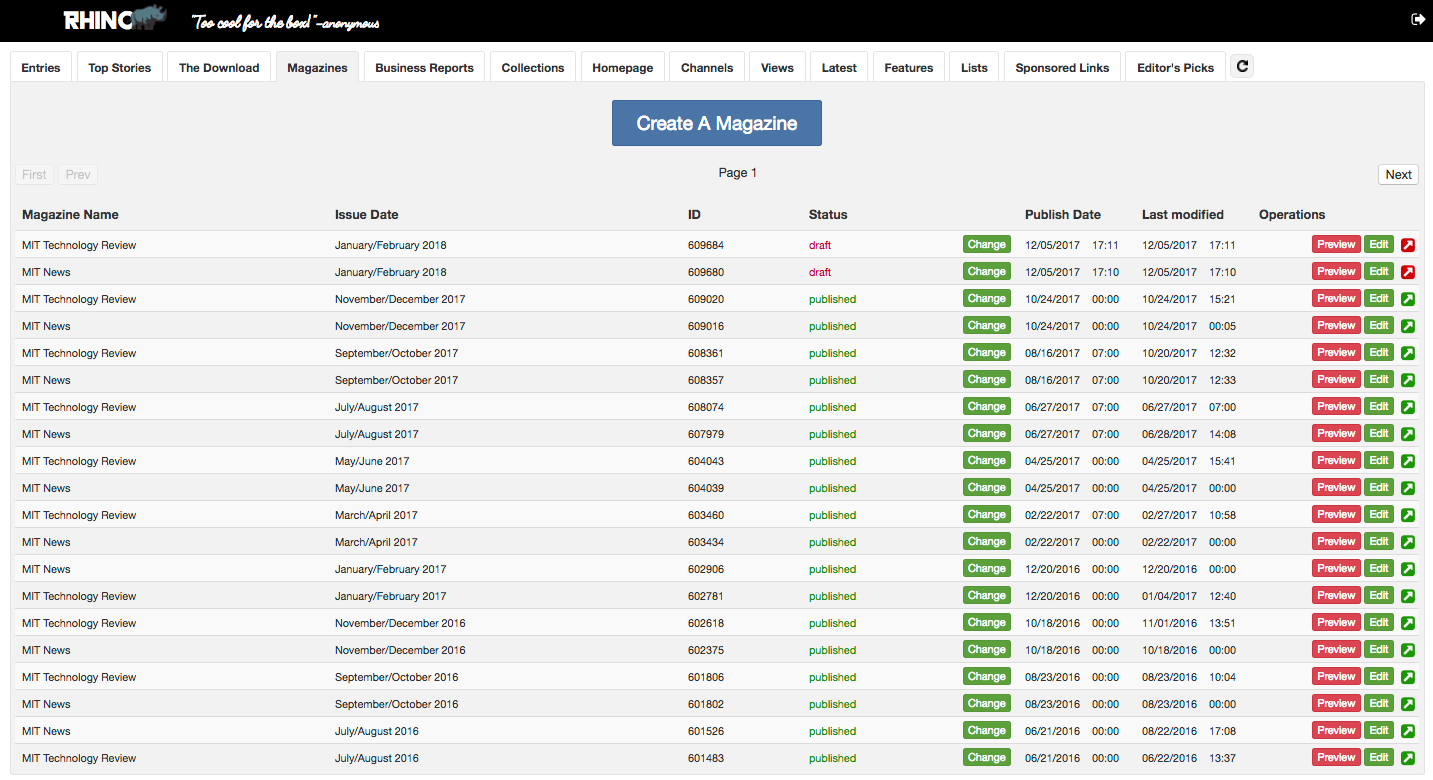 RHINO "Too cool for the box!"-anonymous
Entries Top Stories The Download Magazines Business Reports Collections Homepage Channels Views Latest Features Lists Sponsored Links Editor's Picks
Create A Magazine
First Prev Page 1 Next
Magazine Name Issue Date ID Status Publish Date Last modified Operations
MIT Technology Review January/February 2018 609684 draft Change 12/05/2017 17:11 12/05/2017 17:11 Preview Edit
MIT News January/February 2018 609680 draft Change 12/05/2017 17:10 12/05/2017 17:10 Preview Edit
MIT Technology Review November/December 2017 609020 published Change 10/24/2017 00:00 10/24/2017 15:21 Preview Edit
MIT News November/December 2017 609016 published Change 10/24/2017 00:00 10/24/2017 00:05 Preview Edit
MIT Technology Review September/October 2017 608361 published Change 08/16/2017 07:00 10/20/2017 12:32 Preview Edit
MIT News September/October 2017 608357 published Change 08/16/2017 07:00 10/20/2017 12:33 Preview Edit
MIT Technology Review July/August 2017 608074 published Change 06/27/2017 07:00 06/27/2017 07:00 Preview Edit
MIT News July/August 2017 607979 published Change 06/27/2017 07:00 06/28/2017 14:08 Preview Edit
MIT Technology Review May/June 2017 604043 published Change 04/25/2017 00:00 04/25/2017 15:41 Preview Edit
MIT News May/June 2017 604039 published Change 04/25/2017 00:00 04/25/2017 00:00 Preview Edit
MIT Technology Review March/April 2017 603460 published Change 02/22/2017 07:00 02/27/2017 10:58 Preview Edit
MIT News March/April 2017 603434 published Change 02/22/2017 00:00 02/22/2017 00:00 Preview Edit
MIT News January/February 2017 602906 published Change 12/20/2016 00:00 12/20/2016 00:00 Preview Edit
MIT Technology Review January/February 2017 602781 published Change 12/20/2016 00:00 01/04/2017 12:40 Preview Edit
MIT Technology Review November/December 2016 602618 published Change 10/18/2016 00:00 11/01/2016 13:51 Preview Edit
MIT News November/December 2016 602375 published Change 10/18/2016 00:00 10/18/2016 00:00 Preview Edit
MIT Technology Review September/October 2016 601806 published Change 08/23/2016 00:00 08/23/2016 10:04 Preview Edit
MIT News September/October 2016 601802 published Change 08/23/2016 00:00 08/23/2016 00:00 Preview Edit
MIT News July/August 2016 601526 published Change 06/21/2016 00:00 08/22/2016 17:08 Preview Edit
MIT Technology Review July/August 2016 601483 published Change 06/21/2016 00:00 06/22/2016 13:37 Preview Edit